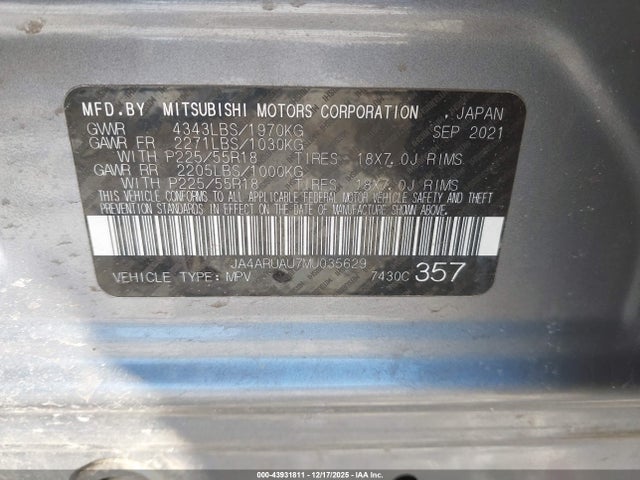 MFD.BY MITSUBISHI MOTORS CORPORATION . JAPAN
GVWR 4343LBS/1970KG SEP 2021
GAWR FR 2271LBS/1030KG
WITH P225/55R18 TIRES - 18X7.0J RIMS
GAWR RR 2205LBS/1000KG
WITH P225/55R18 TIRES - 18X7.0J RIMS
THIS VEHICLE CONFORMS TO ALL APPLICABLE FEDERAL MOTOR VEHICLE SAFETY AND THEFT
PREVENTION STANDARDS IN EFFECT ON THE DATE OF MANUFACTURE SHOWN ABOVE.
JA4ARUAU7MU035629
VEHICLE TYPE: MPV 7430C 357
000-43931811 - 12/17/2025 - IAAI.COM